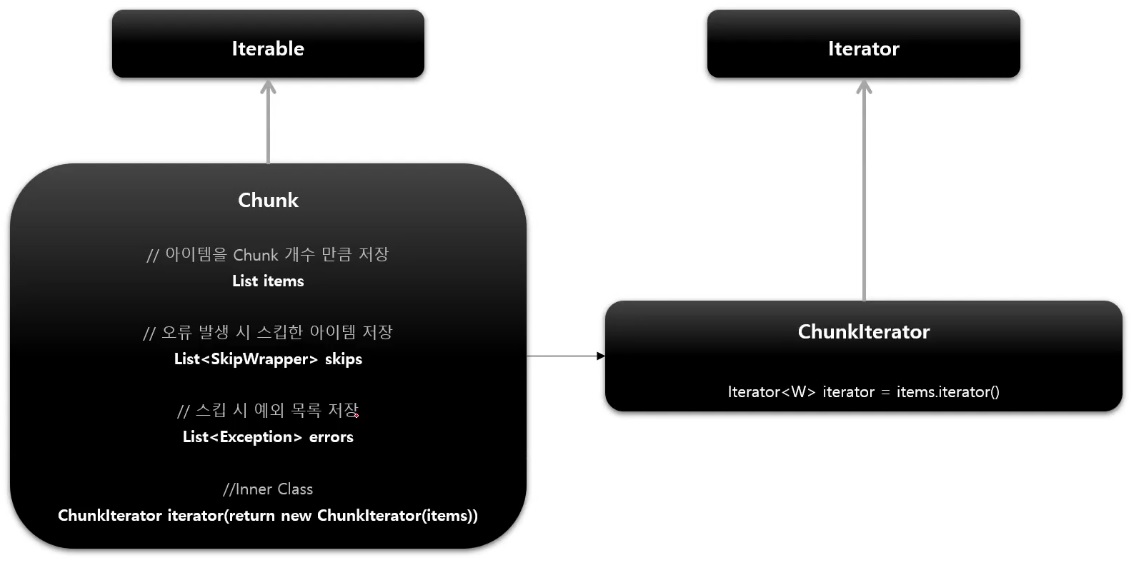 Iterable
Iterator
Chunk
// 아이템을 Chunk 개수 만큼 저장
List items
// 오류 발생 시 스킵한 아이템 저장
List<SkipWrapper> skips
// 스킵 시 예외 목록 저장
List<Exception> errors
//Inner Class
ChunkIterator iterator(return new ChunkIterator(items))
ChunkIterator
Iterator<W> iterator = items.iterator()